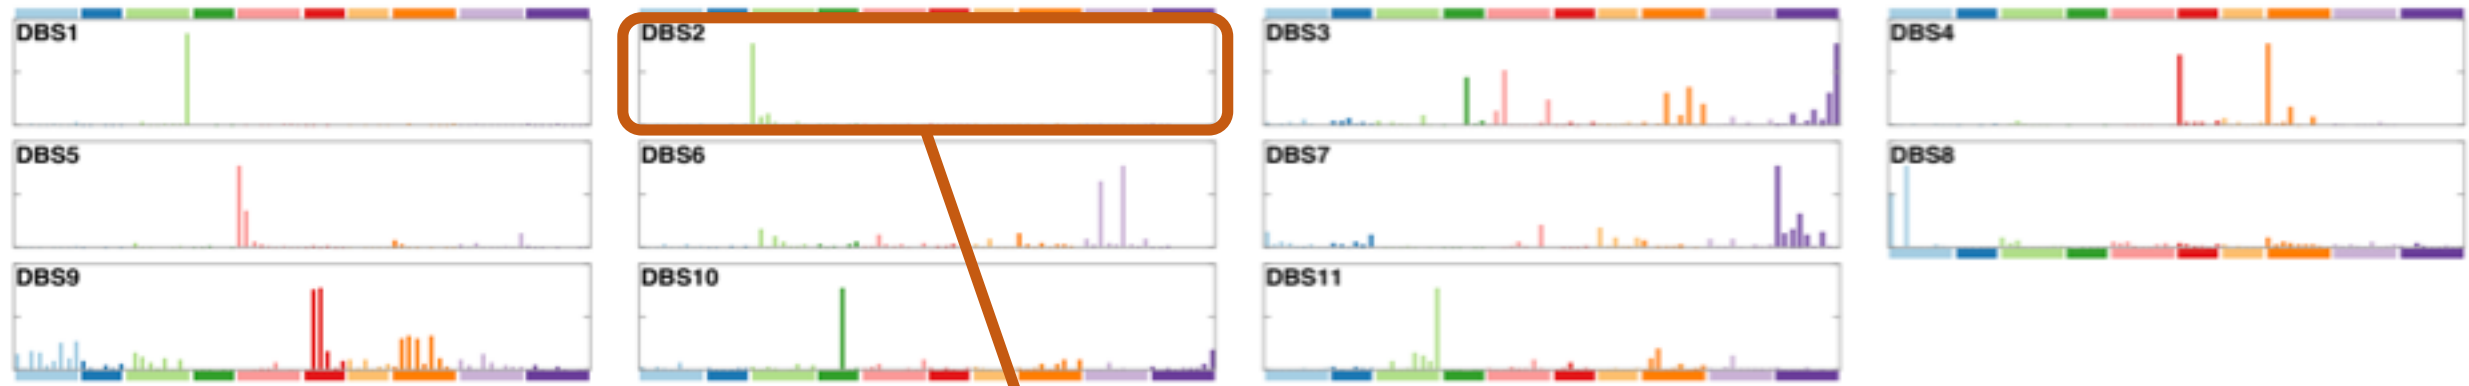 DBS1 DBS2 DBS3 DBS4
DBS5 DBS6 DBS7 DBS8
DBS9 DBS10 DBS11